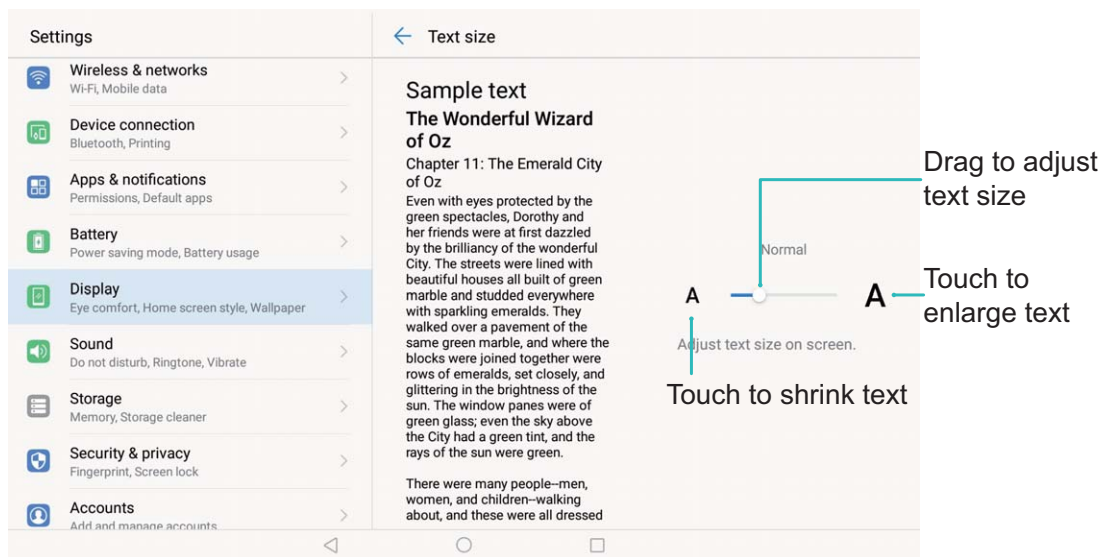 Settings
Wireless & networks
Wi-Fi, Mobile data
Device connection
Bluetooth, Printing
Apps & notifications
Permissions, Default apps
Battery
Power saving mode, Battery usage
Display
Eye comfort, Home screen style, Wallpaper
Sound
Do not disturb, Ringtone, Vibrate
Storage
Memory, Storage cleaner
Security & privacy
Fingerprint, Screen lock
Accounts
Add and manage accounts
Text size
Sample text
The Wonderful Wizard
of Oz
Chapter 11: The Emerald City
of Oz
Even with eyes protected by the
green spectacles, Dorothy and
her friends were at first dazzled
by the brilliancy of the wonderful
City. The streets were lined with
beautiful houses all built of green
marble and studded everywhere
with sparkling emeralds. They
walked over a pavement of the
same green marble, and where the
blocks were joined together were
rows of emeralds, set closely, and
glittering in the brightness of the
sun. The window panes were of
green glass; even the sky above
the City had a green tint, and the
rays of the sun were green.
There were many people--men,
women, and children--walking
about, and these were all dressed
Normal
A
A
Adjust text size on screen.
Drag to adjust
text size
Touch to
enlarge text
Touch to shrink text